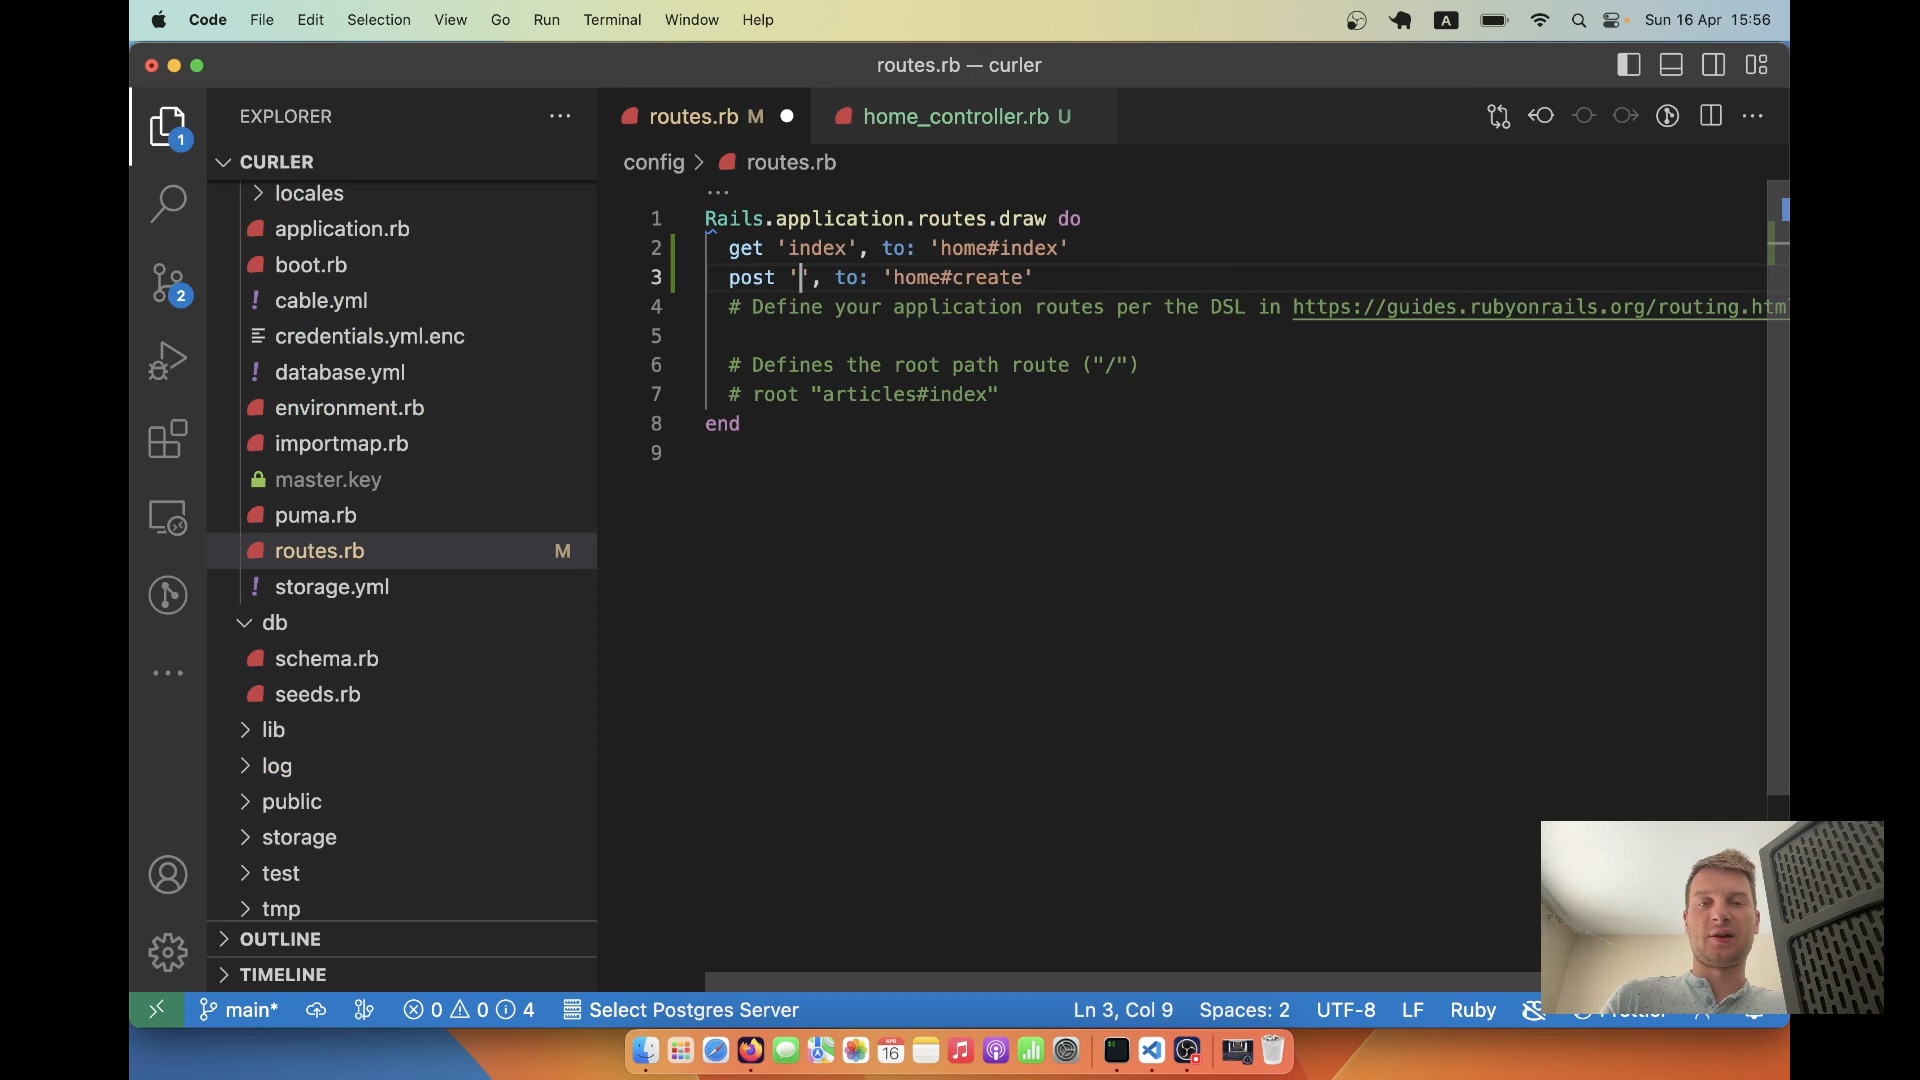 Code File Edit Selection View Go Run Terminal Window Help A Sun 16 Apr 15:56
routes.rb — curler
EXPLORER
CURLER
locales
application.rb
boot.rb
cable.yml
credentials.yml.enc
database.yml
environment.rb
importmap.rb
master.key
puma.rb
routes.rb M
storage.yml
db
schema.rb
seeds.rb
lib
log
public
storage
test
tmp
OUTLINE
TIMELINE
1
2
routes.rb M
home_controller.rb U
config > routes.rb
1 Rails.application.routes.draw do
2 get 'index', to: 'home#index'
3 post '', to: 'home#create'
4 # Define your application routes per the DSL in https://guides.rubyonrails.org/routing.htm
5
6 # Defines the root path route ("/")
7 # root "articles#index"
8 end
9
main* 0 0 4 Select Postgres Server Ln 3, Col 9 Spaces: 2 UTF-8 LF Ruby
APR
16